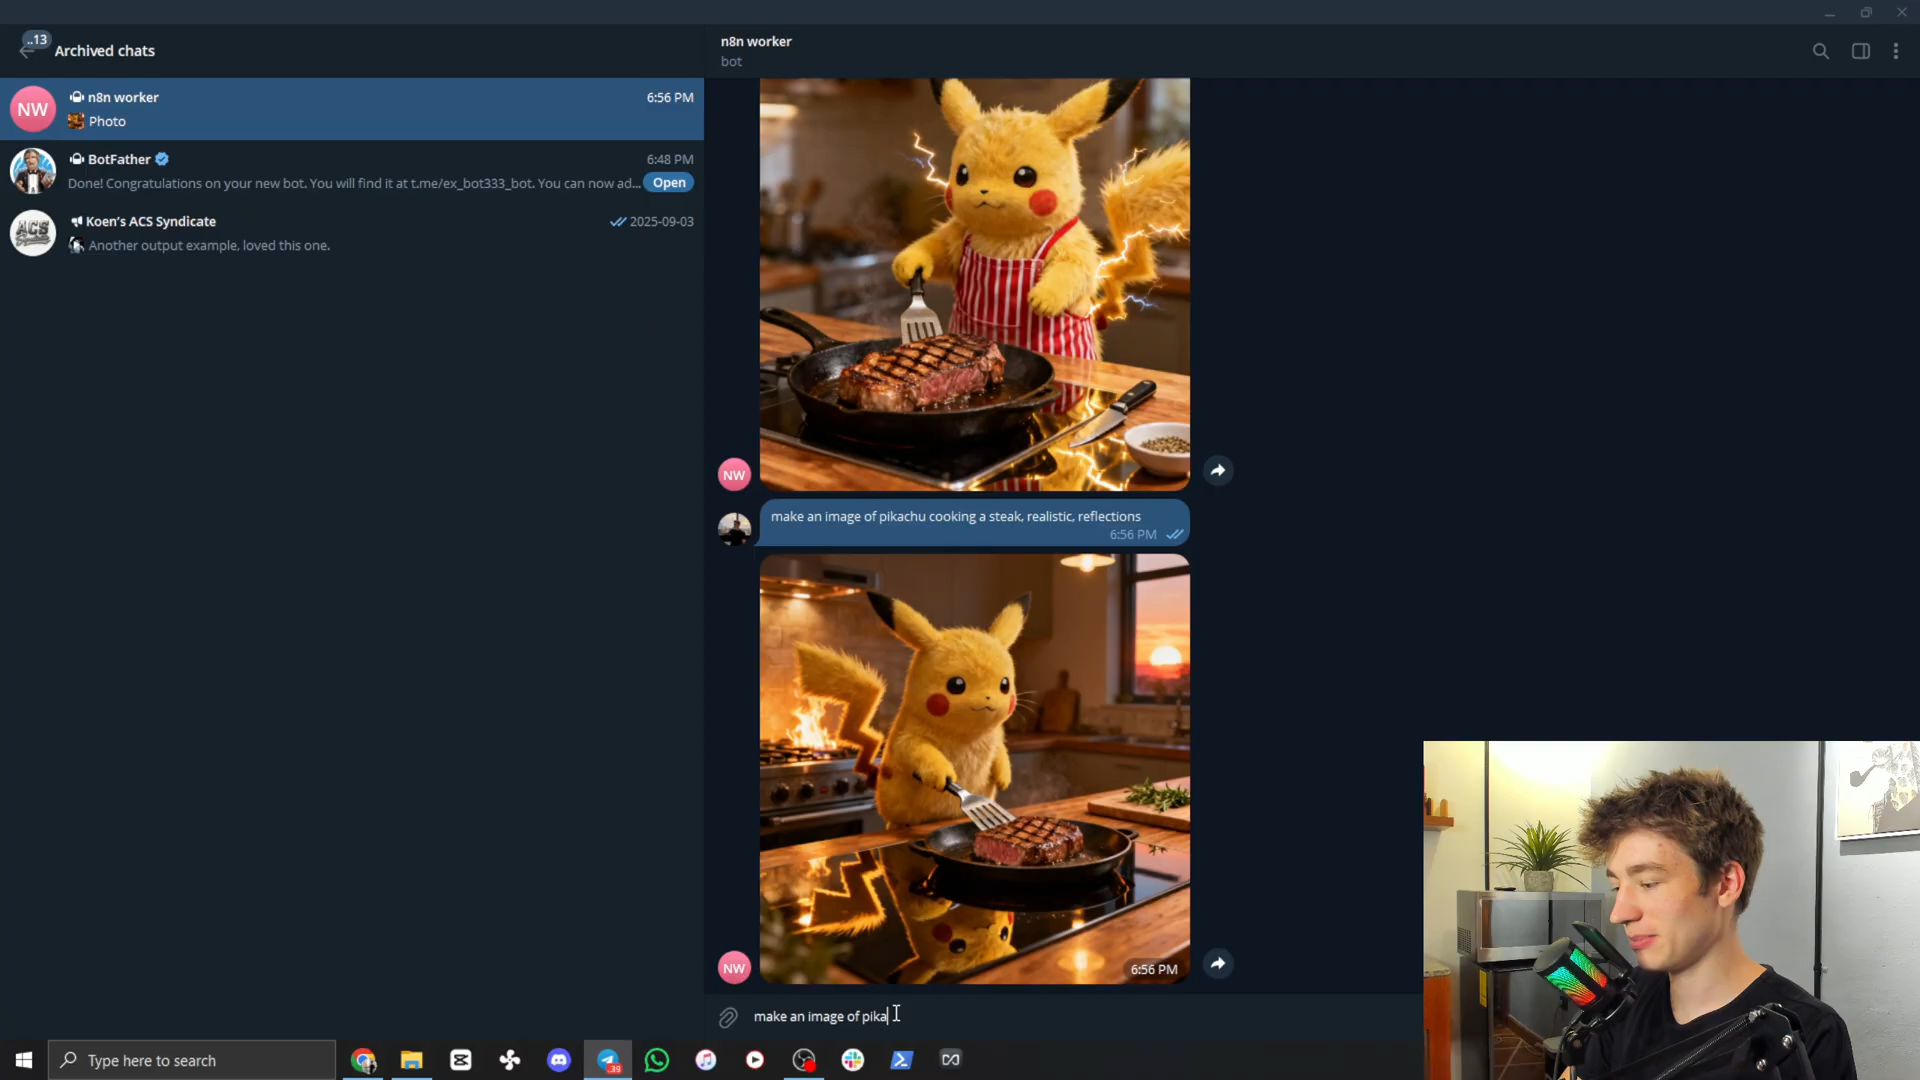 ..13
Archived chats
NW
n8n worker
6:56 PM
Photo
BotFather
6:48 PM
Done! Congratulations on your new bot. You will find it at t.me/ex_bot333_bot. You can now ad...
Open
ACS
Koen's ACS Syndicate
2025-09-03
Another output example, loved this one.
n8n worker
bot
NW
make an image of pikachu cooking a steak, realistic, reflections
6:56 PM
6:56 PM
NW
make an image of pika
Type here to search
39